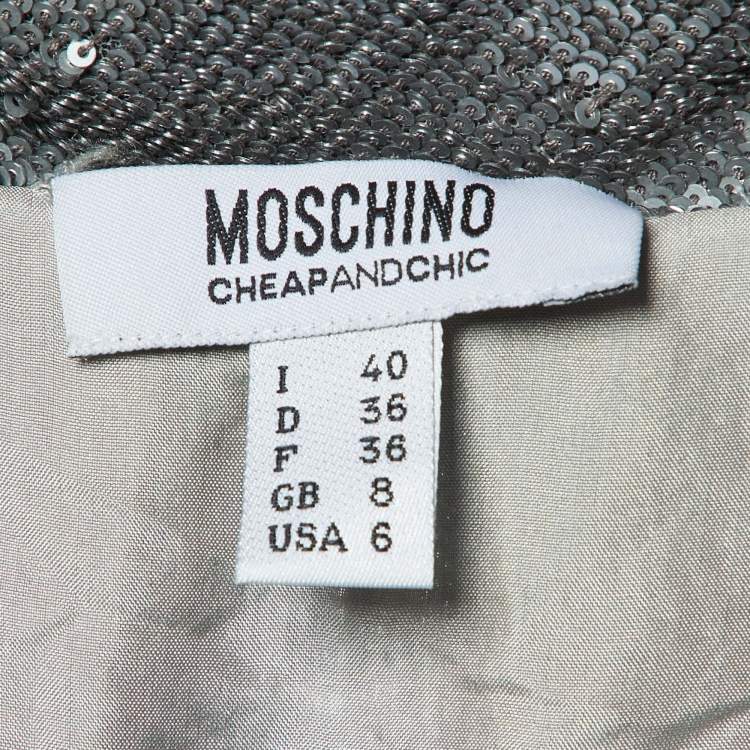 MOSCHINO
CHEAPANDCHIC
I 40
D 36
F 36
GB 8
USA 6